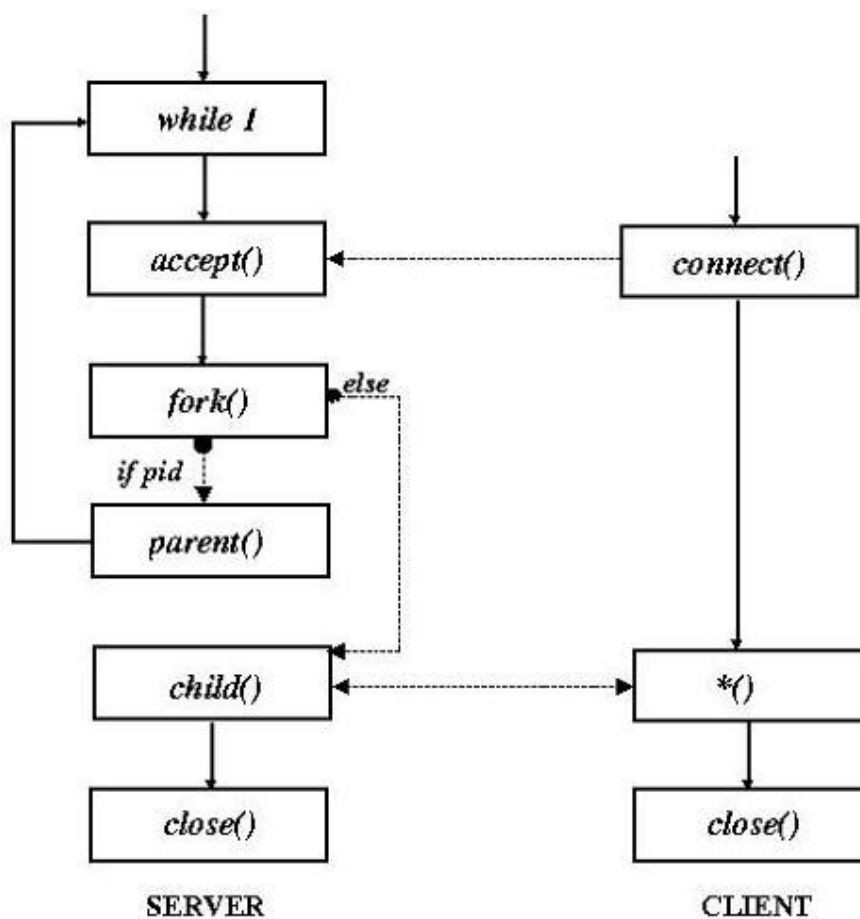 while 1
accept()
connect()
fork()
else
if pid
parent()
child()
*()
close()
close()
SERVER
CLIENT